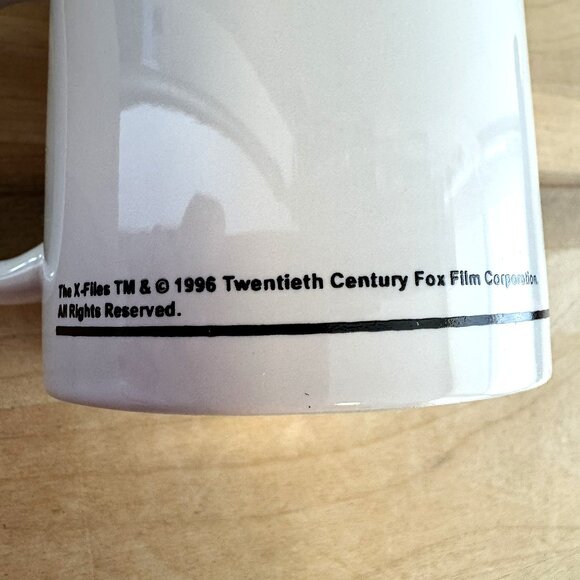 The X-Files TM & © 1996 Twentieth Century Fox Film Corporation.
All Rights Reserved.